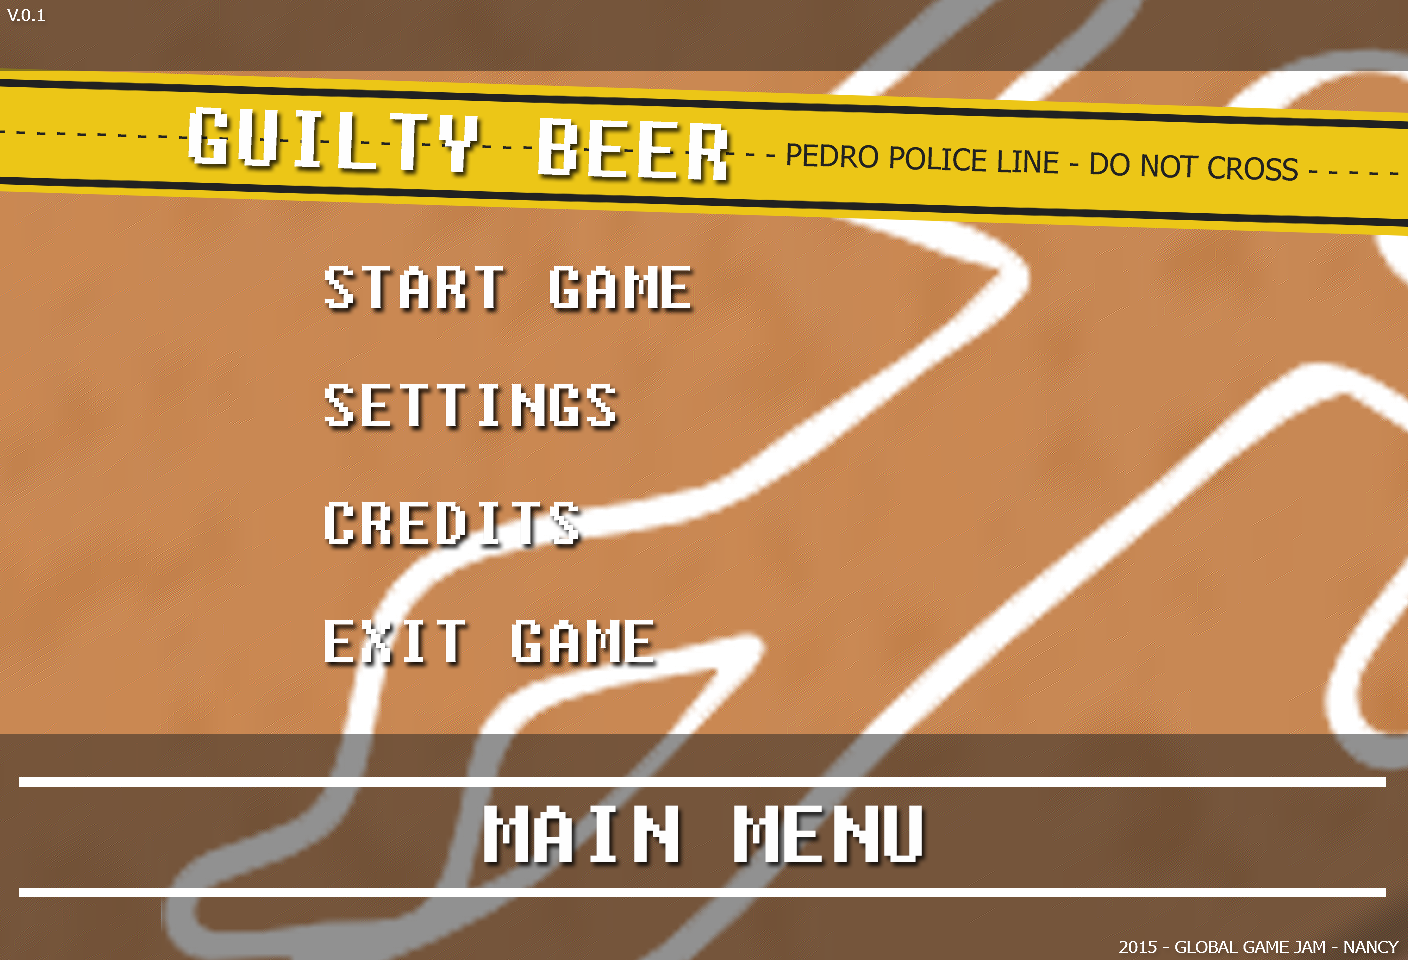 V.0.1
GUILTY BEER
- - - - - - - - - - - - - - - - - - - PEDRO POLICE LINE - DO NOT CROSS - - - - -
START GAME
SETTINGS
CREDITS
EXIT GAME
MAIN MENU
2015 - GLOBAL GAME JAM - NANCY